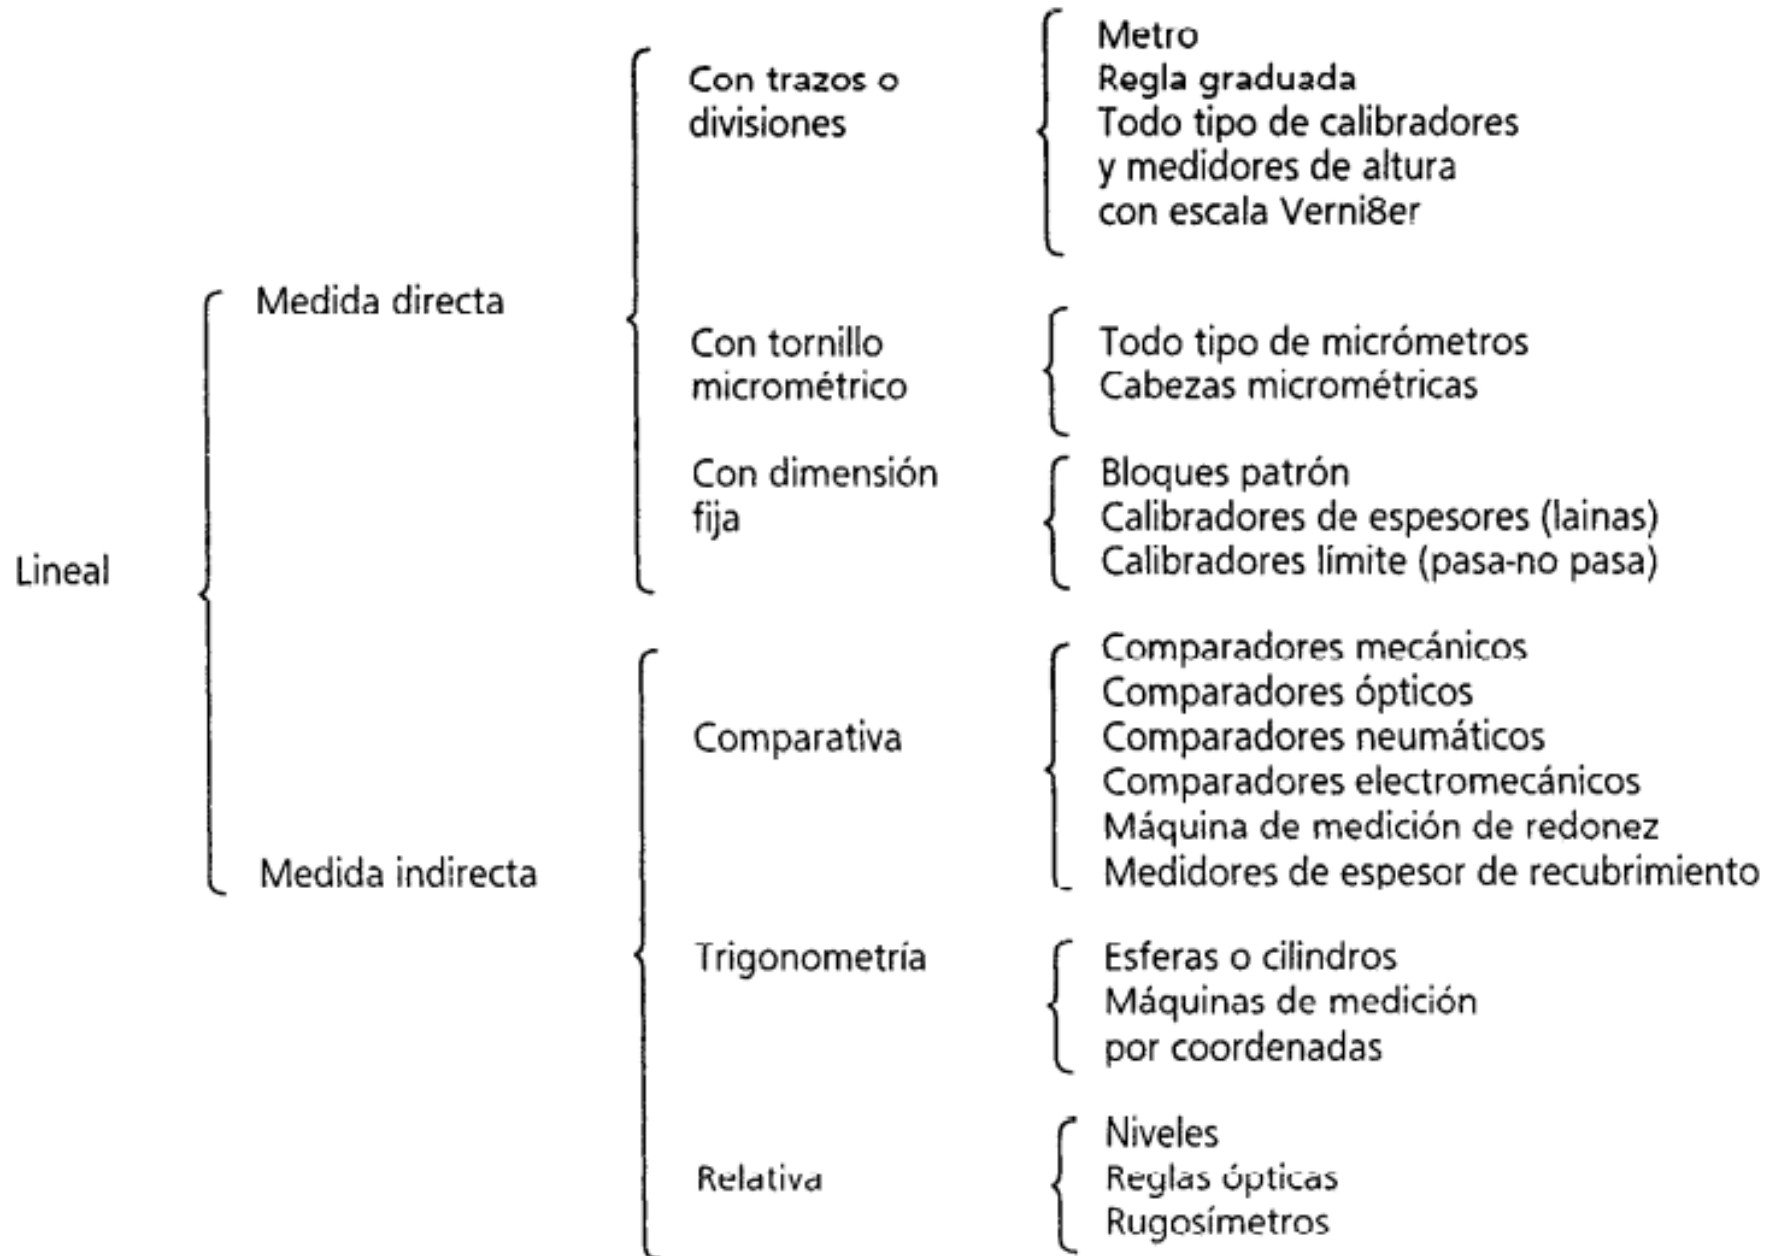 Lineal
Medida directa
Con trazos o
divisiones
Metro
Regla graduada
Todo tipo de calibradores
y medidores de altura
con escala Verni8er
Con tornillo
micrométrico
Todo tipo de micrómetros
Cabezas micrométricas
Con dimensión
fija
Bloques patrón
Calibradores de espesores (lainas)
Calibradores límite (pasa-no pasa)
Medida indirecta
Comparativa
Comparadores mecánicos
Comparadores ópticos
Comparadores neumáticos
Comparadores electromecánicos
Máquina de medición de redonez
Medidores de espesor de recubrimiento
Trigonometría
Esferas o cilindros
Máquinas de medición
por coordenadas
Relativa
Niveles
Reglas ópticas
Rugosímetros